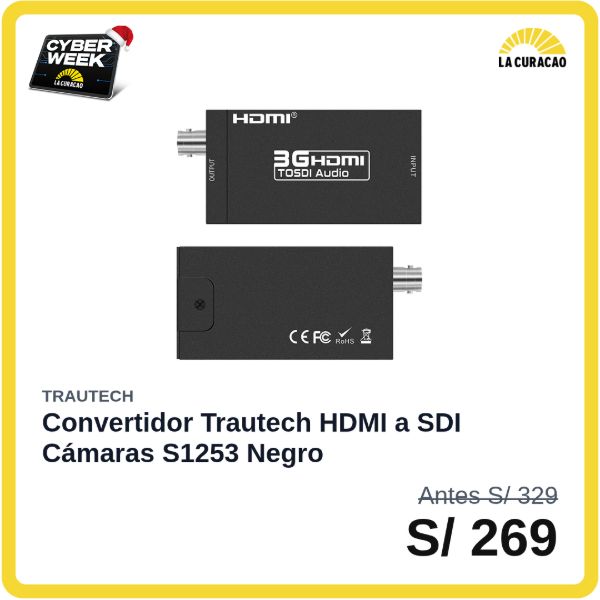 CYBER
WEEK
LA CURACAO
LA CURACAO
HDMI®
3G HDMI
TOSDI Audio
OUTPUT
INPUT
CE FC
RoHS
TRAUTECH
Convertidor Trautech HDMI a SDI
Cámaras S1253 Negro
Antes S/ 329
S/ 269